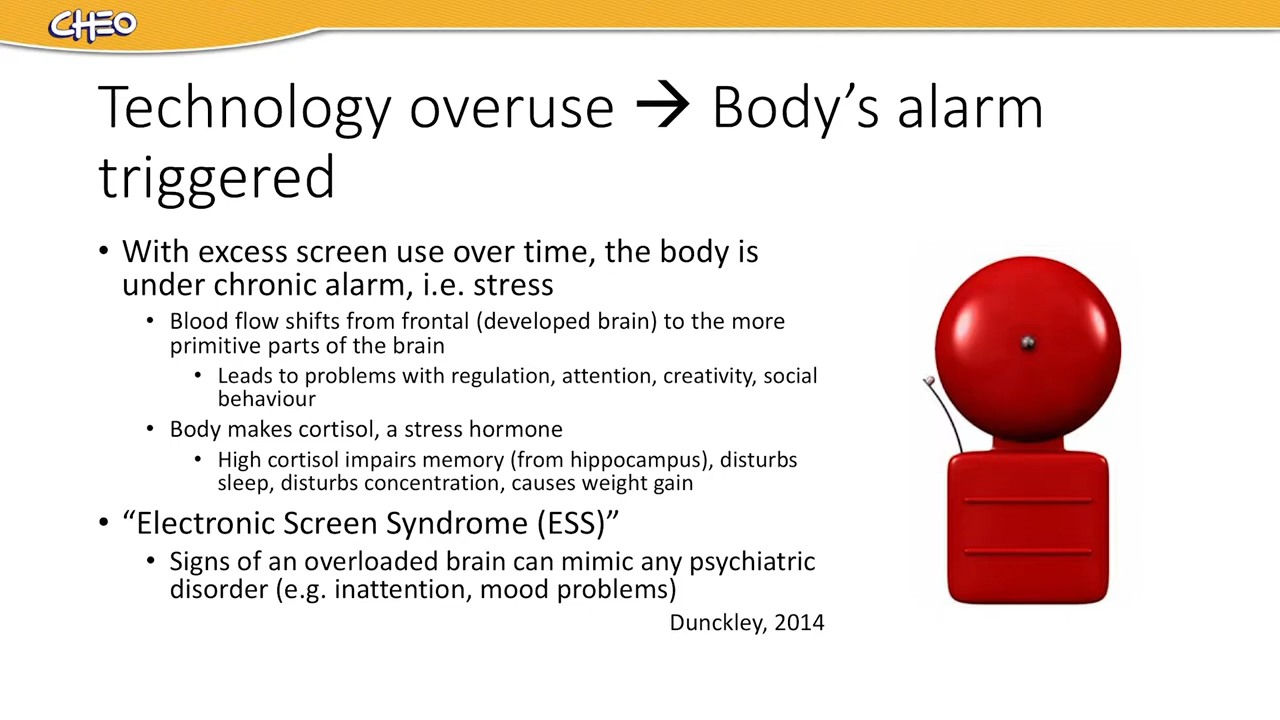 CHEO
Technology overuse → Body’s alarm
triggered
• With excess screen use over time, the body is
under chronic alarm, i.e. stress
• Blood flow shifts from frontal (developed brain) to the more
primitive parts of the brain
• Leads to problems with regulation, attention, creativity, social
behaviour
• Body makes cortisol, a stress hormone
• High cortisol impairs memory (from hippocampus), disturbs
sleep, disturbs concentration, causes weight gain
• “Electronic Screen Syndrome (ESS)”
• Signs of an overloaded brain can mimic any psychiatric
disorder (e.g. inattention, mood problems)
Dunckley, 2014